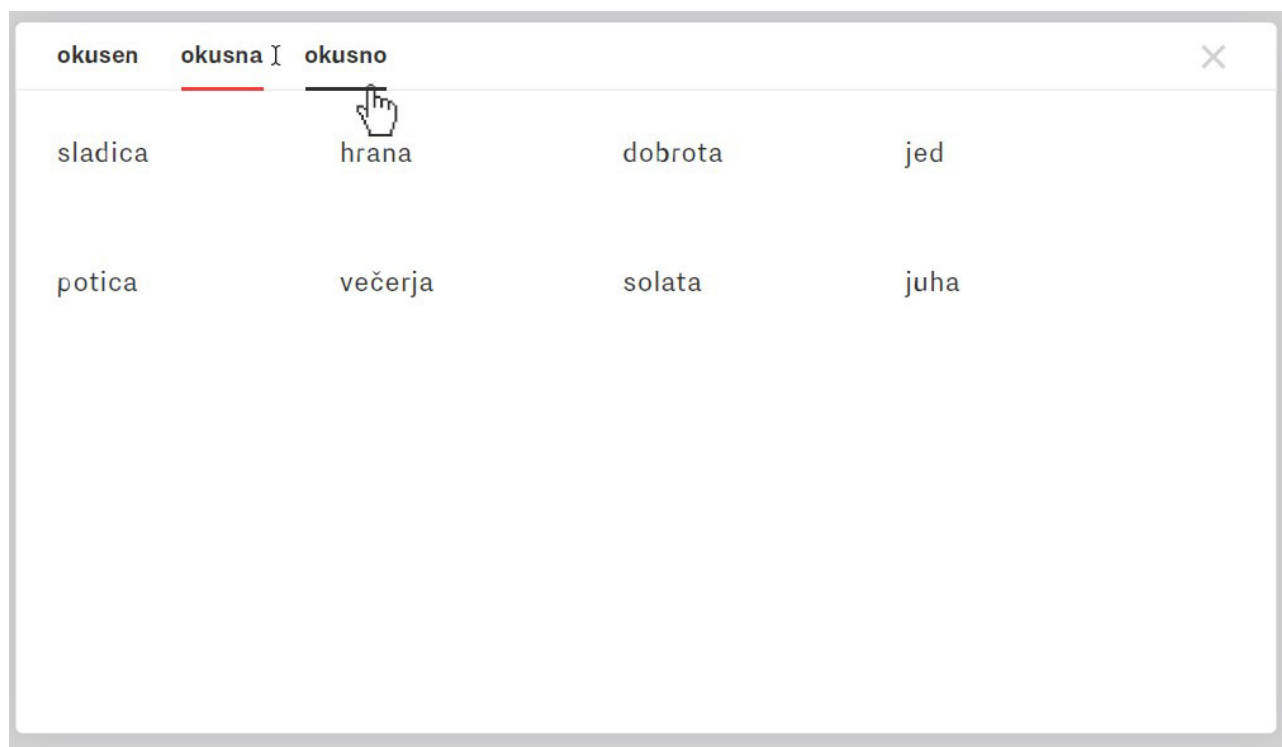 okusen okusna okusno
sladica hrana dobrota jed
potica večerja solata juha